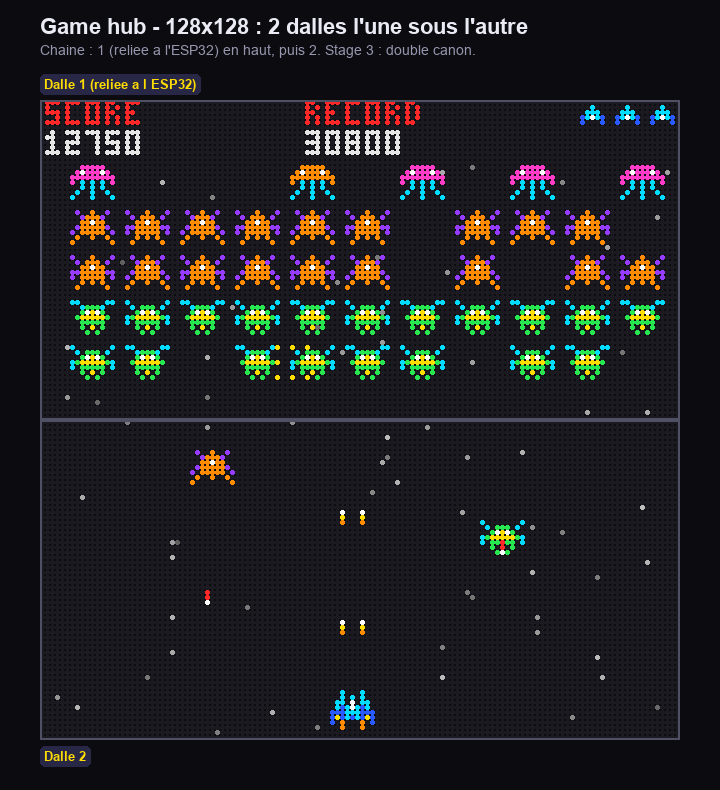 Game hub - 128x128 : 2 dalles l'une sous l'autre
Chaine : 1 (reliee a l'ESP32) en haut, puis 2. Stage 3 : double canon.
Dalle 1 (reliee a l ESP32)
SCORE RECORD
12750 30000
Dalle 2